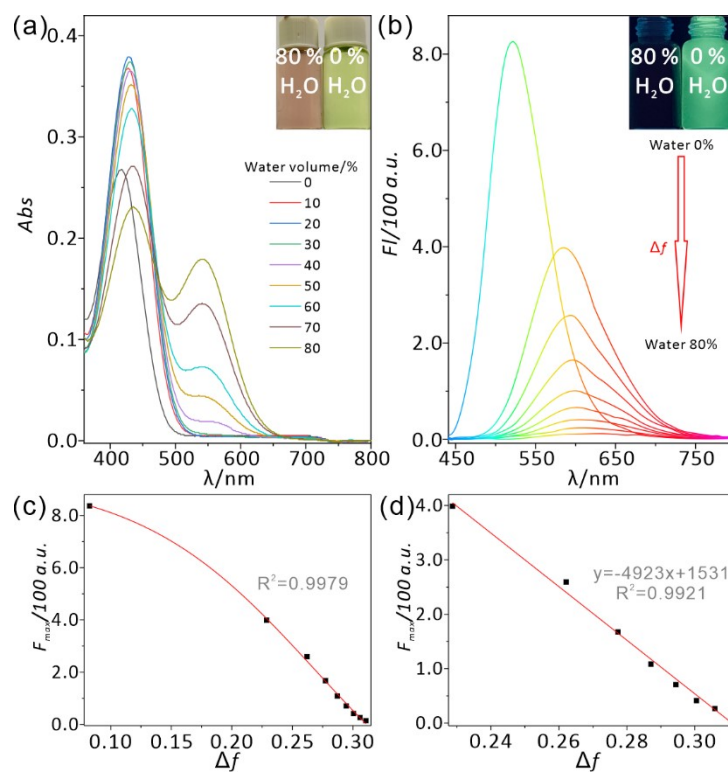 (a)
80 % 0 %
H₂O H₂O
Water volume/%
0
10
20
30
40
50
60
70
80
Abs
0.4
0.3
0.2
0.1
0.0
400 500 600 700 800
λ/nm
(b)
80 % 0 %
H₂O H₂O
Water 0%
Δf
Water 80%
FI/100 a.u.
8.0
6.0
4.0
2.0
0.0
450 550 650 750
λ/nm
(c)
R²=0.9979
F_max/100 a.u.
8.0
6.0
4.0
2.0
0.0
0.10 0.15 0.20 0.25 0.30
Δf
(d)
y=-4923x+1531
R²=0.9921
F_max/100 a.u.
4.0
3.0
2.0
1.0
0.0
0.24 0.26 0.28 0.30
Δf